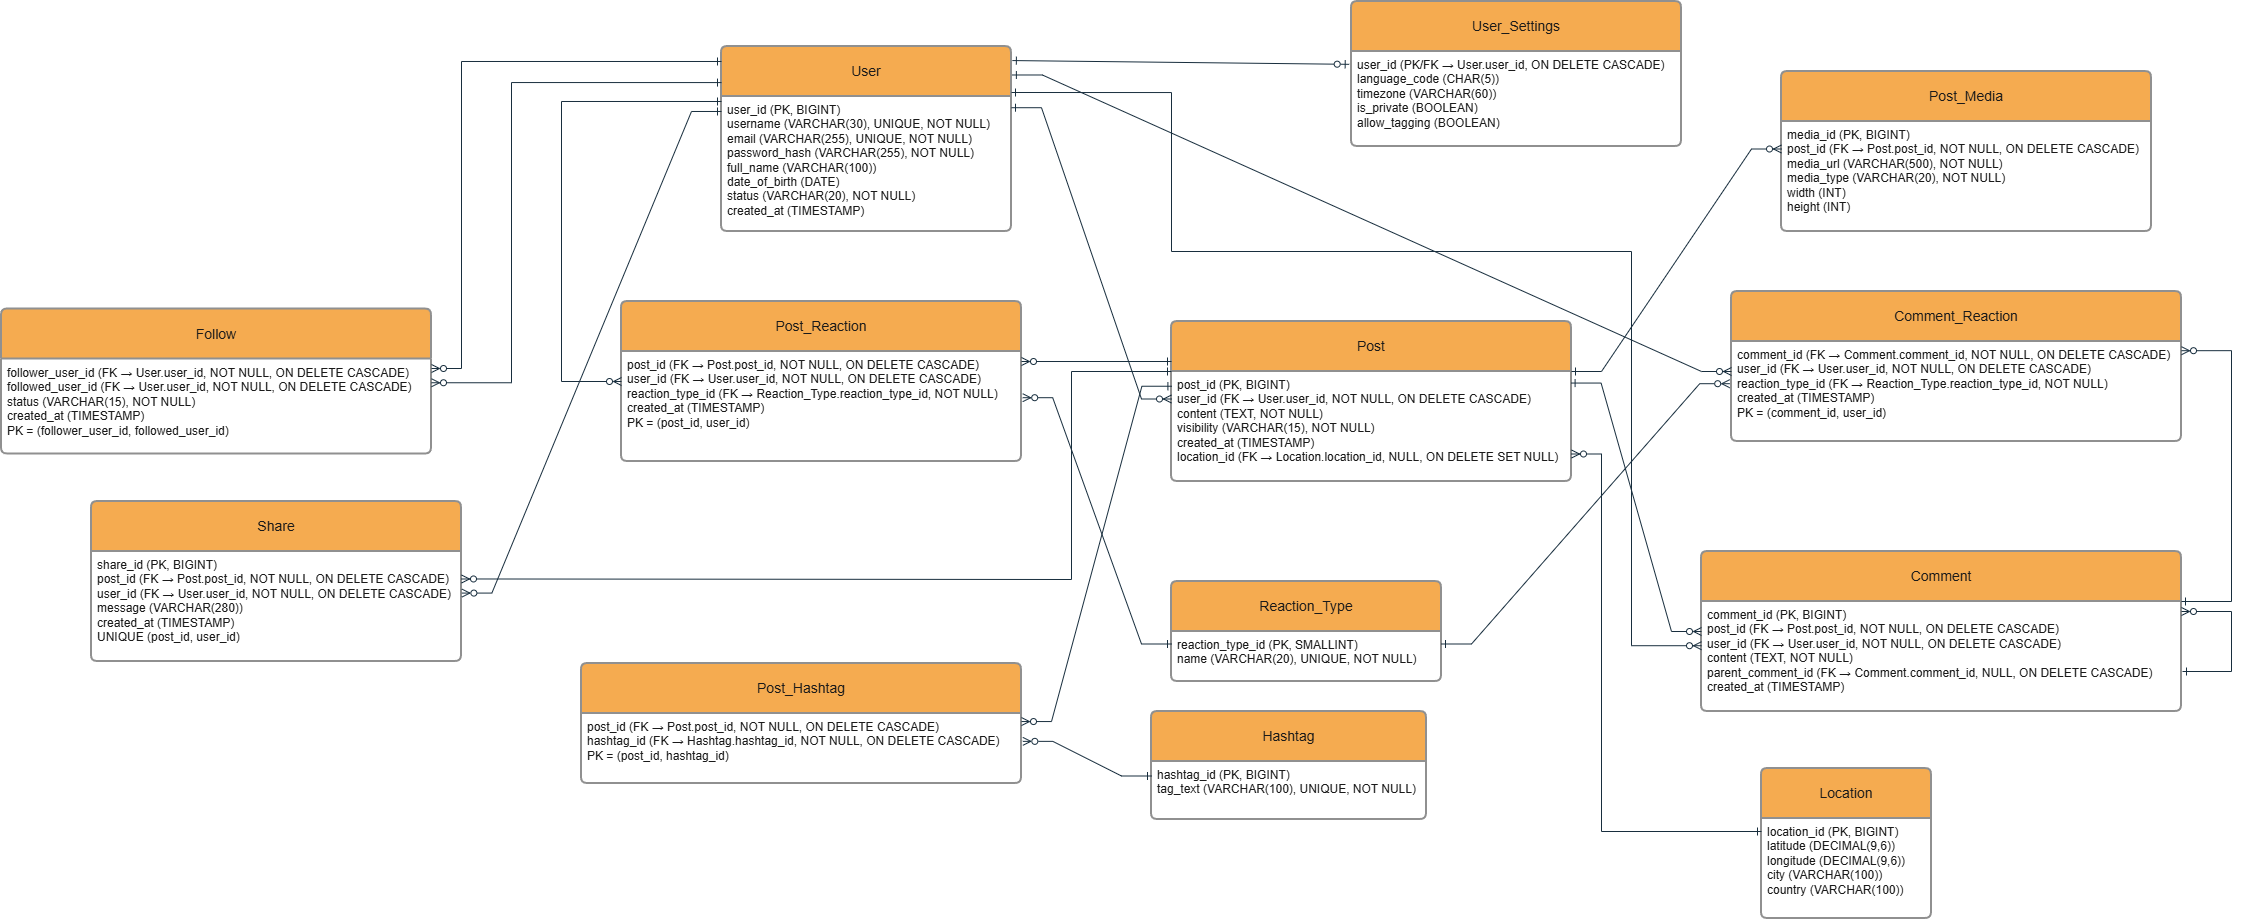 User_Settings
user_id (PK/FK → User.user_id, ON DELETE CASCADE)
language_code (CHAR(5))
timezone (VARCHAR(60))
is_private (BOOLEAN)
allow_tagging (BOOLEAN)
User
user_id (PK, BIGINT)
username (VARCHAR(30), UNIQUE, NOT NULL)
email (VARCHAR(255), UNIQUE, NOT NULL)
password_hash (VARCHAR(255), NOT NULL)
full_name (VARCHAR(100))
date_of_birth (DATE)
status (VARCHAR(20), NOT NULL)
created_at (TIMESTAMP)
Post_Media
media_id (PK, BIGINT)
post_id (FK → Post.post_id, NOT NULL, ON DELETE CASCADE)
media_url (VARCHAR(500), NOT NULL)
media_type (VARCHAR(20), NOT NULL)
width (INT)
height (INT)
Follow
follower_user_id (FK → User.user_id, NOT NULL, ON DELETE CASCADE)
followed_user_id (FK → User.user_id, NOT NULL, ON DELETE CASCADE)
status (VARCHAR(15), NOT NULL)
created_at (TIMESTAMP)
PK = (follower_user_id, followed_user_id)
Post_Reaction
post_id (FK → Post.post_id, NOT NULL, ON DELETE CASCADE)
user_id (FK → User.user_id, NOT NULL, ON DELETE CASCADE)
reaction_type_id (FK → Reaction_Type.reaction_type_id, NOT NULL)
created_at (TIMESTAMP)
PK = (post_id, user_id)
Post
post_id (PK, BIGINT)
user_id (FK → User.user_id, NOT NULL, ON DELETE CASCADE)
content (TEXT, NOT NULL)
visibility (VARCHAR(15), NOT NULL)
created_at (TIMESTAMP)
location_id (FK → Location.location_id, NULL, ON DELETE SET NULL)
Comment_Reaction
comment_id (FK → Comment.comment_id, NOT NULL, ON DELETE CASCADE)
user_id (FK → User.user_id, NOT NULL, ON DELETE CASCADE)
reaction_type_id (FK → Reaction_Type.reaction_type_id, NOT NULL)
created_at (TIMESTAMP)
PK = (comment_id, user_id)
Share
share_id (PK, BIGINT)
post_id (FK → Post.post_id, NOT NULL, ON DELETE CASCADE)
user_id (FK → User.user_id, NOT NULL, ON DELETE CASCADE)
message (VARCHAR(280))
created_at (TIMESTAMP)
UNIQUE (post_id, user_id)
Reaction_Type
reaction_type_id (PK, SMALLINT)
name (VARCHAR(20), UNIQUE, NOT NULL)
Comment
comment_id (PK, BIGINT)
post_id (FK → Post.post_id, NOT NULL, ON DELETE CASCADE)
user_id (FK → User.user_id, NOT NULL, ON DELETE CASCADE)
content (TEXT, NOT NULL)
parent_comment_id (FK → Comment.comment_id, NULL, ON DELETE CASCADE)
created_at (TIMESTAMP)
Post_Hashtag
post_id (FK → Post.post_id, NOT NULL, ON DELETE CASCADE)
hashtag_id (FK → Hashtag.hashtag_id, NOT NULL, ON DELETE CASCADE)
PK = (post_id, hashtag_id)
Hashtag
hashtag_id (PK, BIGINT)
tag_text (VARCHAR(100), UNIQUE, NOT NULL)
Location
location_id (PK, BIGINT)
latitude (DECIMAL(9,6))
longitude (DECIMAL(9,6))
city (VARCHAR(100))
country (VARCHAR(100))